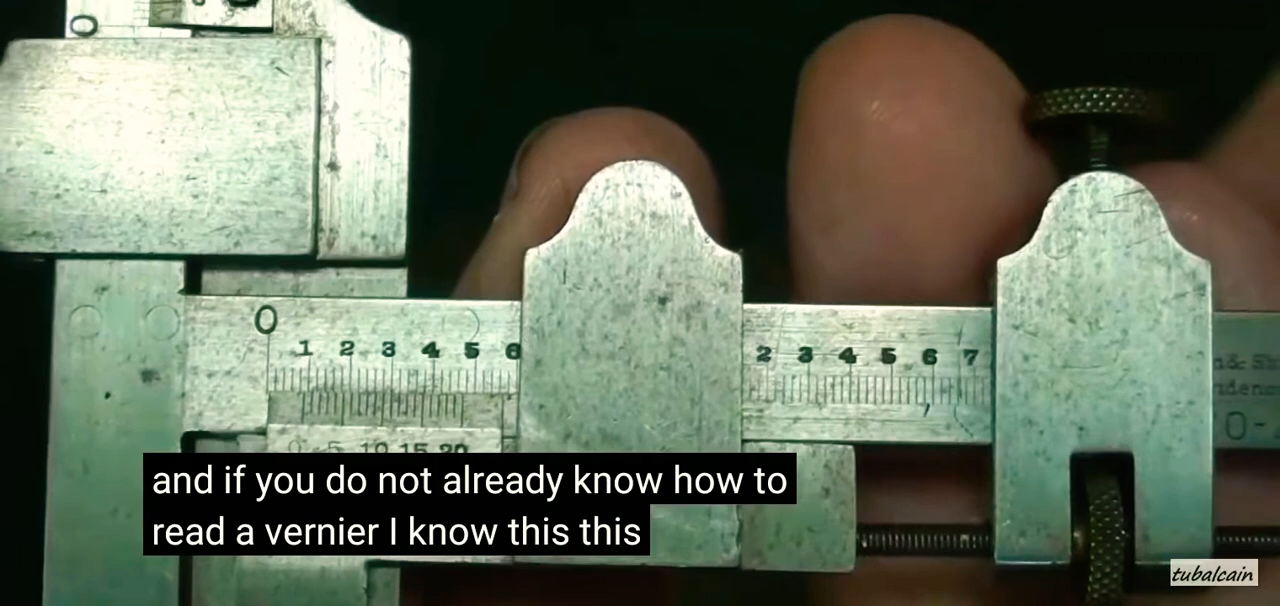 0
0
1 2 3 4 5 6 2 3 4 5 6 7
0 5 10 15 20
and if you do not already know how to
read a vernier I know this this
tubalcain